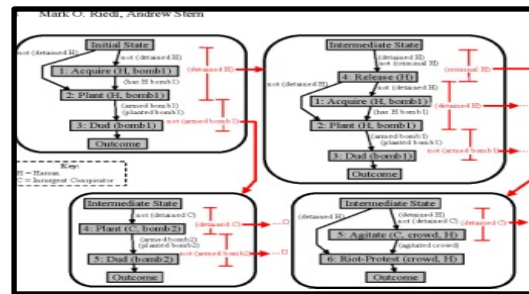 Mark O. Riedl, Andrew Stern
Initial State
not (detained H)
not (detained H)
1: Acquire (H, bomb1)
(detained H)
(has H bomb1)
2: Plant (H, bomb1)
(armed bomb1)
(planted bomb1)
not (armed bomb1)
3: Dud (bomb1)
Outcome
Key:
H = Hassan
C = Insurgent Conspirator
Intermediate State
(detained H)
not (criminal H)
(criminal H)
4: Release (H)
not (detained H)
not (detained H)
1: Acquire (H, bomb1)
(detained H)
(has H bomb1)
2: Plant (H, bomb1)
(armed bomb1)
(planted bomb1)
not (armed bomb1)
3: Dud (bomb1)
Outcome
Intermediate State
not (detained C)
(detained C)
4: Plant (C, bomb2)
(armed bomb2)
(planted bomb2)
not (armed bomb2)
5: Dud (bomb2)
Outcome
Intermediate State
(detained H)
(detained H)
not (detained C)
(detained C)
5: Agitate (C, crowd, H)
(agitated crowd)
6: Riot-Protest (crowd, H)
Outcome